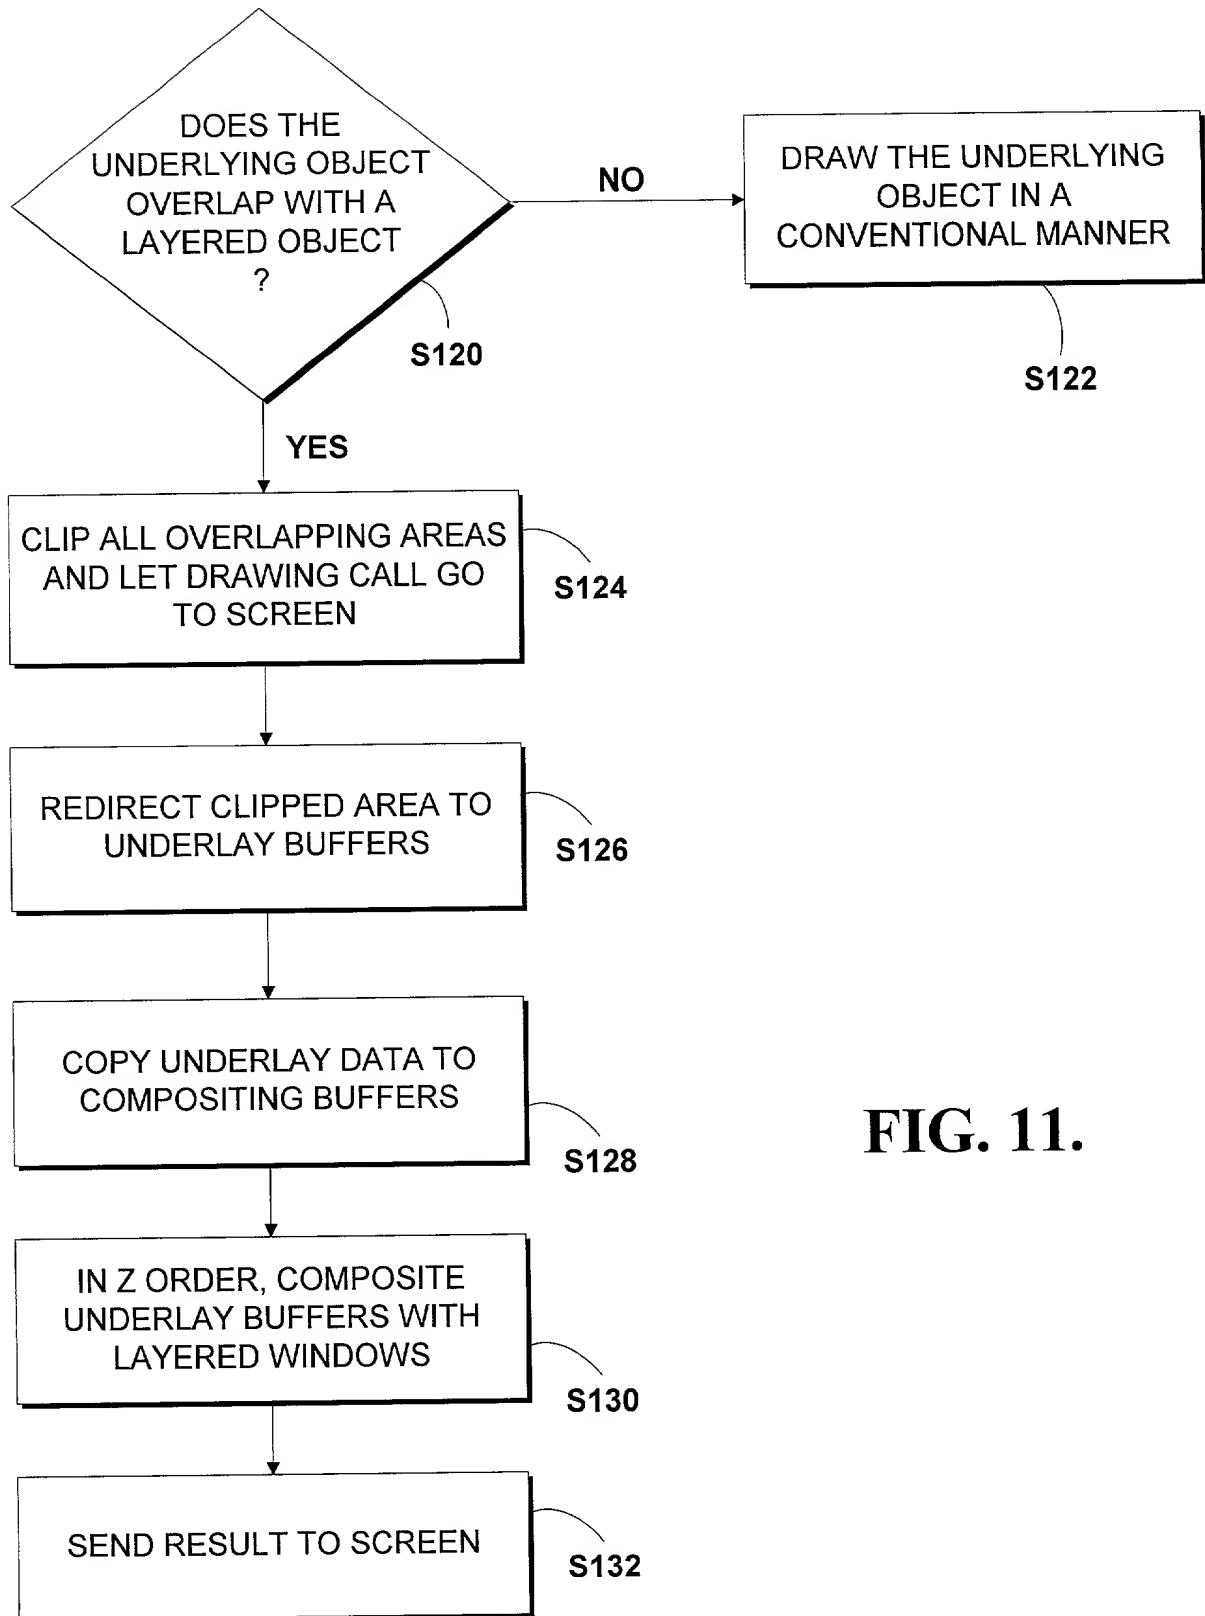 DOES THE
UNDERLYING OBJECT
OVERLAP WITH A
LAYERED OBJECT
?
S120
NO
DRAW THE UNDERLYING
OBJECT IN A
CONVENTIONAL MANNER
S122
YES
CLIP ALL OVERLAPPING AREAS
AND LET DRAWING CALL GO
TO SCREEN
S124
REDIRECT CLIPPED AREA TO
UNDERLAY BUFFERS
S126
COPY UNDERLAY DATA TO
COMPOSITING BUFFERS
S128
FIG. 11.
IN Z ORDER, COMPOSITE
UNDERLAY BUFFERS WITH
LAYERED WINDOWS
S130
SEND RESULT TO SCREEN
S132